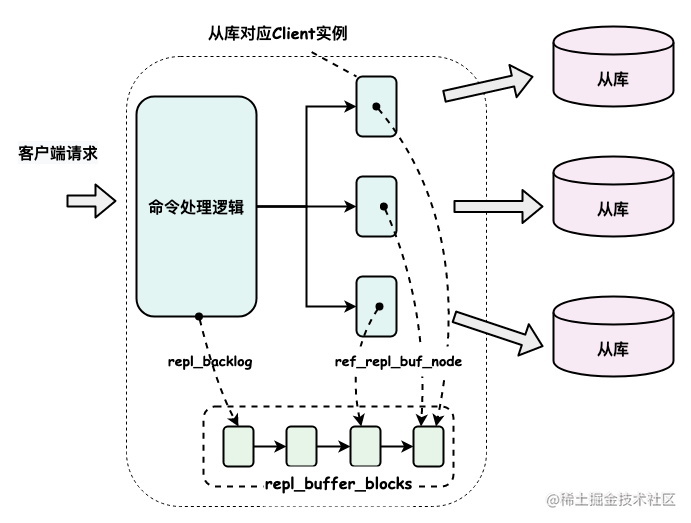 从库对应Client实例
从库
客户端请求
命令处理逻辑
从库
repl_backlog
ref_repl_buf_node
从库
repl_buffer_blocks
@稀土掘金技术社区